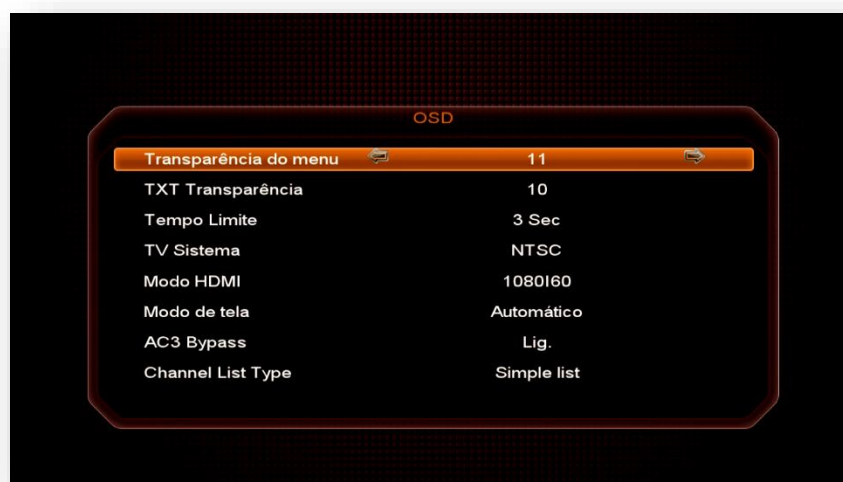 OSD
Transparência do menu 11
TXT Transparência 10
Tempo Limite 3 Sec
TV Sistema NTSC
Modo HDMI 1080I60
Modo de tela Automático
AC3 Bypass Lig.
Channel List Type Simple list